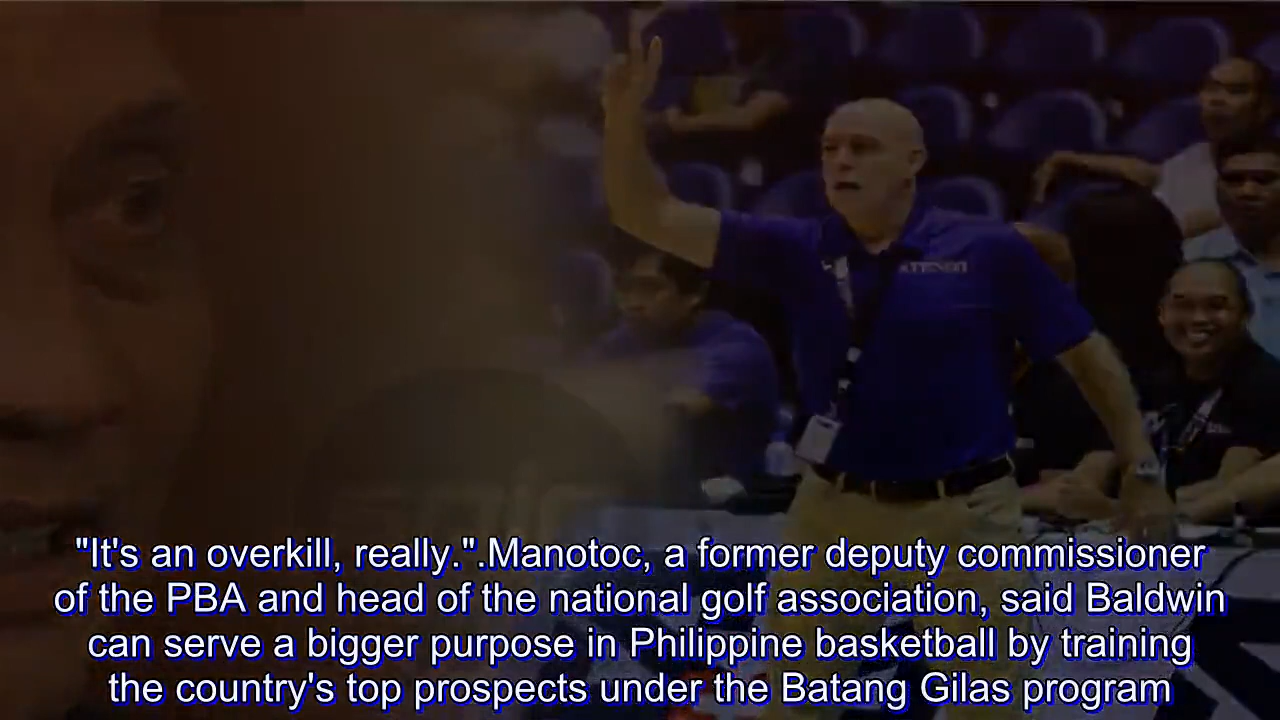 "It's an overkill, really.".Manotoc, a former deputy commissioner
of the PBA and head of the national golf association, said Baldwin
can serve a bigger purpose in Philippine basketball by training
the country's top prospects under the Batang Gilas program